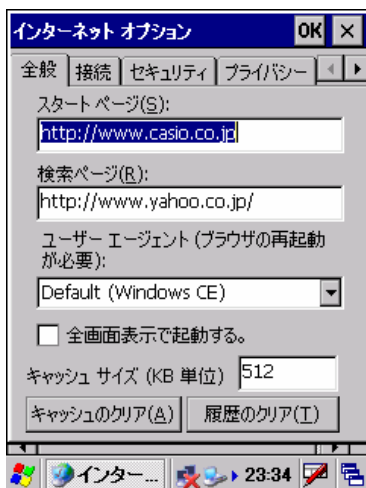 インターネット オプション OK ×
全般 接続 セキュリティ プライバシー
スタート ページ(S):
http://www.casio.co.jp
検索ページ(R):
http://www.yahoo.co.jp/
ユーザー エージェント (ブラウザの再起動
が必要):
Default (Windows CE)
全画面表示で起動する。
キャッシュ サイズ (KB 単位) 512
キャッシュのクリア(A) 履歴のクリア(T)
インター... 23:34